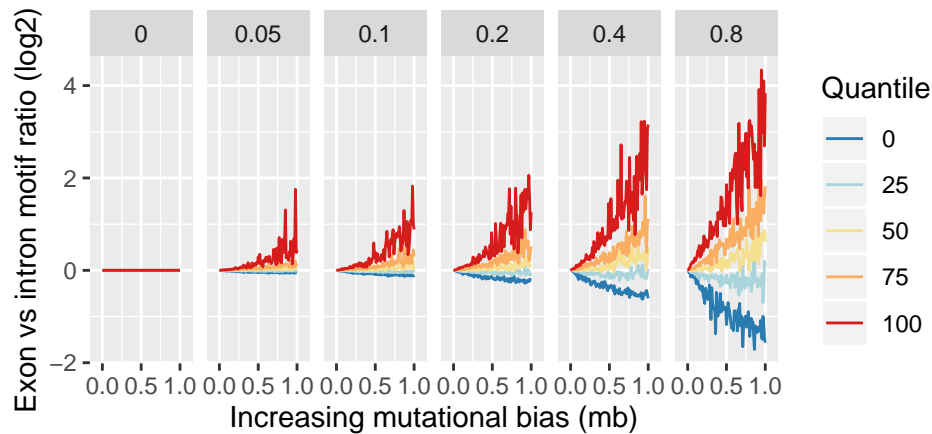 0 0.05 0.1 0.2 0.4 0.8
Exon vs intron motif ratio (log2)
4
2
0
−2
0.0 0.5 1.0 0.0 0.5 1.0 0.0 0.5 1.0 0.0 0.5 1.0 0.0 0.5 1.0 0.0 0.5 1.0
Increasing mutational bias (mb)
Quantile
0
25
50
75
100